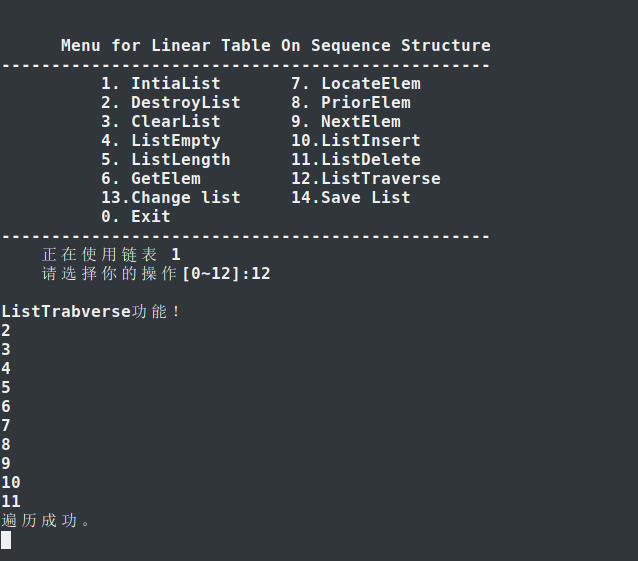 Menu for Linear Table On Sequence Structure
-------------------------------------------------
1. IntiaList 7. LocateElem
2. DestroyList 8. PriorElem
3. ClearList 9. NextElem
4. ListEmpty 10.ListInsert
5. ListLength 11.ListDelete
6. GetElem 12.ListTraverse
13.Change list 14.Save List
0. Exit
-------------------------------------------------
正在使用链表 1
请选择你的操作[0~12]:12
ListTrabverse功能！
2
3
4
5
6
7
8
9
10
11
遍历成功。